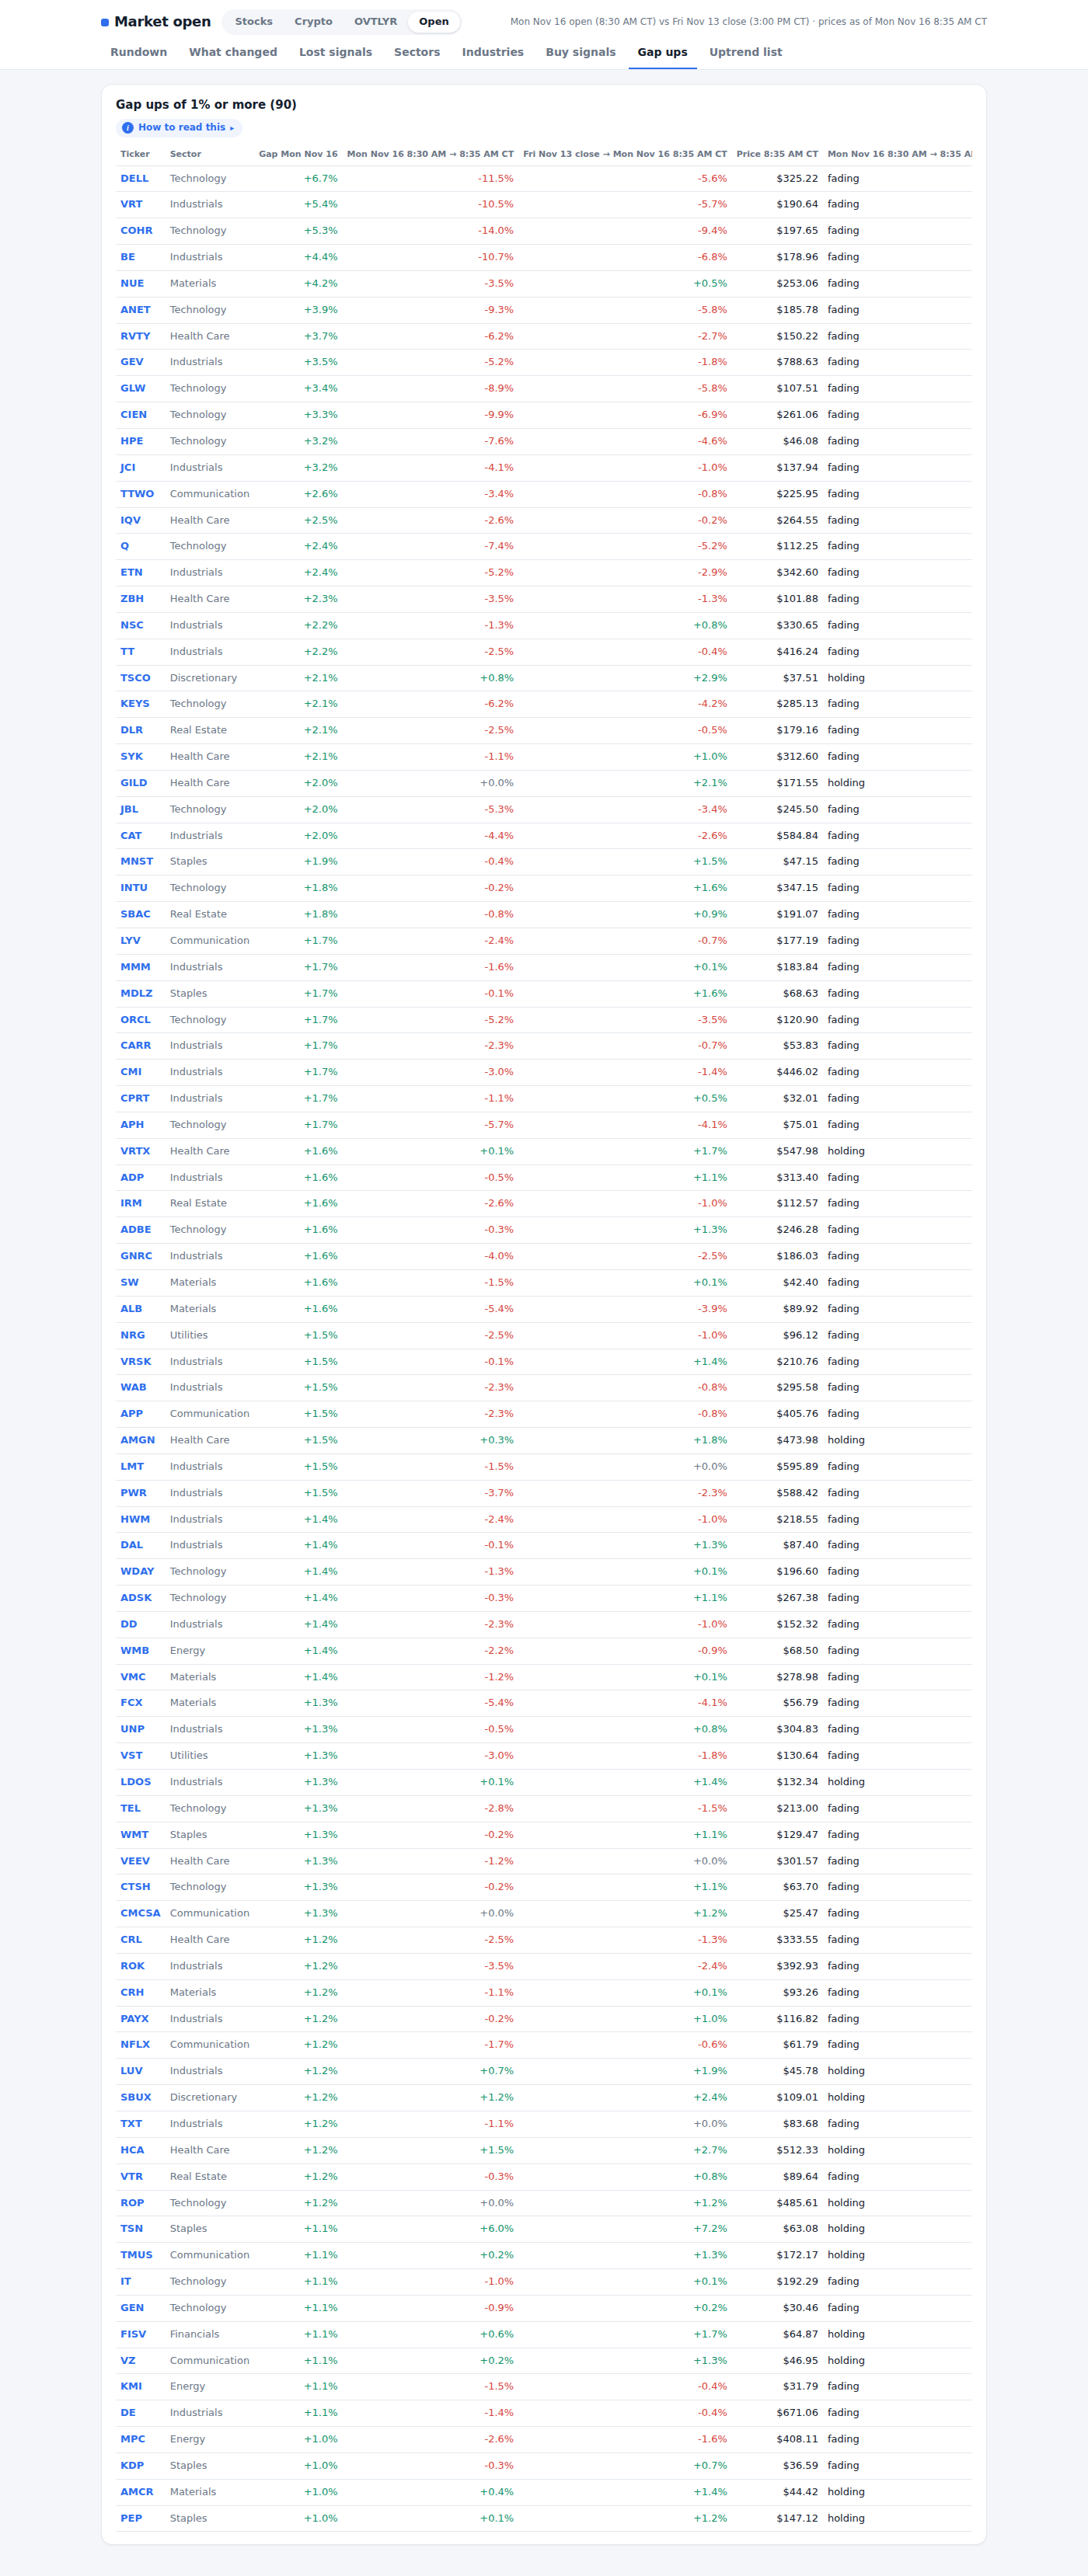 Market open Stocks Crypto OVTLYR Open Mon Nov 16 open (8:30 AM CT) vs Fri Nov 13 close (3:00 PM CT) · prices as of Mon Nov 16 8:35 AM CT
Rundown What changed Lost signals Sectors Industries Buy signals Gap ups Uptrend list
Gap ups of 1% or more (90)
i How to read this ▸
Ticker Sector Gap Mon Nov 16 Mon Nov 16 8:30 AM → 8:35 AM CT Fri Nov 13 close → Mon Nov 16 8:35 AM CT Price 8:35 AM CT Mon Nov 16 8:30 AM → 8:35 A
DELL Technology +6.7% -11.5% -5.6% $325.22 fading
VRT Industrials +5.4% -10.5% -5.7% $190.64 fading
COHR Technology +5.3% -14.0% -9.4% $197.65 fading
BE Industrials +4.4% -10.7% -6.8% $178.96 fading
NUE Materials +4.2% -3.5% +0.5% $253.06 fading
ANET Technology +3.9% -9.3% -5.8% $185.78 fading
RVTY Health Care +3.7% -6.2% -2.7% $150.22 fading
GEV Industrials +3.5% -5.2% -1.8% $788.63 fading
GLW Technology +3.4% -8.9% -5.8% $107.51 fading
CIEN Technology +3.3% -9.9% -6.9% $261.06 fading
HPE Technology +3.2% -7.6% -4.6% $46.08 fading
JCI Industrials +3.2% -4.1% -1.0% $137.94 fading
TTWO Communication +2.6% -3.4% -0.8% $225.95 fading
IQV Health Care +2.5% -2.6% -0.2% $264.55 fading
Q Technology +2.4% -7.4% -5.2% $112.25 fading
ETN Industrials +2.4% -5.2% -2.9% $342.60 fading
ZBH Health Care +2.3% -3.5% -1.3% $101.88 fading
NSC Industrials +2.2% -1.3% +0.8% $330.65 fading
TT Industrials +2.2% -2.5% -0.4% $416.24 fading
TSCO Discretionary +2.1% +0.8% +2.9% $37.51 holding
KEYS Technology +2.1% -6.2% -4.2% $285.13 fading
DLR Real Estate +2.1% -2.5% -0.5% $179.16 fading
SYK Health Care +2.1% -1.1% +1.0% $312.60 fading
GILD Health Care +2.0% +0.0% +2.1% $171.55 holding
JBL Technology +2.0% -5.3% -3.4% $245.50 fading
CAT Industrials +2.0% -4.4% -2.6% $584.84 fading
MNST Staples +1.9% -0.4% +1.5% $47.15 fading
INTU Technology +1.8% -0.2% +1.6% $347.15 fading
SBAC Real Estate +1.8% -0.8% +0.9% $191.07 fading
LYV Communication +1.7% -2.4% -0.7% $177.19 fading
MMM Industrials +1.7% -1.6% +0.1% $183.84 fading
MDLZ Staples +1.7% -0.1% +1.6% $68.63 fading
ORCL Technology +1.7% -5.2% -3.5% $120.90 fading
CARR Industrials +1.7% -2.3% -0.7% $53.83 fading
CMI Industrials +1.7% -3.0% -1.4% $446.02 fading
CPRT Industrials +1.7% -1.1% +0.5% $32.01 fading
APH Technology +1.7% -5.7% -4.1% $75.01 fading
VRTX Health Care +1.6% +0.1% +1.7% $547.98 holding
ADP Industrials +1.6% -0.5% +1.1% $313.40 fading
IRM Real Estate +1.6% -2.6% -1.0% $112.57 fading
ADBE Technology +1.6% -0.3% +1.3% $246.28 fading
GNRC Industrials +1.6% -4.0% -2.5% $186.03 fading
SW Materials +1.6% -1.5% +0.1% $42.40 fading
ALB Materials +1.6% -5.4% -3.9% $89.92 fading
NRG Utilities +1.5% -2.5% -1.0% $96.12 fading
VRSK Industrials +1.5% -0.1% +1.4% $210.76 fading
WAB Industrials +1.5% -2.3% -0.8% $295.58 fading
APP Communication +1.5% -2.3% -0.8% $405.76 fading
AMGN Health Care +1.5% +0.3% +1.8% $473.98 holding
LMT Industrials +1.5% -1.5% +0.0% $595.89 fading
PWR Industrials +1.5% -3.7% -2.3% $588.42 fading
HWM Industrials +1.4% -2.4% -1.0% $218.55 fading
DAL Industrials +1.4% -0.1% +1.3% $87.40 fading
WDAY Technology +1.4% -1.3% +0.1% $196.60 fading
ADSK Technology +1.4% -0.3% +1.1% $267.38 fading
DD Industrials +1.4% -2.3% -1.0% $152.32 fading
WMB Energy +1.4% -2.2% -0.9% $68.50 fading
VMC Materials +1.4% -1.2% +0.1% $278.98 fading
FCX Materials +1.3% -5.4% -4.1% $56.79 fading
UNP Industrials +1.3% -0.5% +0.8% $304.83 fading
VST Utilities +1.3% -3.0% -1.8% $130.64 fading
LDOS Industrials +1.3% +0.1% +1.4% $132.34 holding
TEL Technology +1.3% -2.8% -1.5% $213.00 fading
WMT Staples +1.3% -0.2% +1.1% $129.47 fading
VEEV Health Care +1.3% -1.2% +0.0% $301.57 fading
CTSH Technology +1.3% -0.2% +1.1% $63.70 fading
CMCSA Communication +1.3% +0.0% +1.2% $25.47 fading
CRL Health Care +1.2% -2.5% -1.3% $333.55 fading
ROK Industrials +1.2% -3.5% -2.4% $392.93 fading
CRH Materials +1.2% -1.1% +0.1% $93.26 fading
PAYX Industrials +1.2% -0.2% +1.0% $116.82 fading
NFLX Communication +1.2% -1.7% -0.6% $61.79 fading
LUV Industrials +1.2% +0.7% +1.9% $45.78 holding
SBUX Discretionary +1.2% +1.2% +2.4% $109.01 holding
TXT Industrials +1.2% -1.1% +0.0% $83.68 fading
HCA Health Care +1.2% +1.5% +2.7% $512.33 holding
VTR Real Estate +1.2% -0.3% +0.8% $89.64 fading
ROP Technology +1.2% +0.0% +1.2% $485.61 holding
TSN Staples +1.1% +6.0% +7.2% $63.08 holding
TMUS Communication +1.1% +0.2% +1.3% $172.17 holding
IT Technology +1.1% -1.0% +0.1% $192.29 fading
GEN Technology +1.1% -0.9% +0.2% $30.46 fading
FISV Financials +1.1% +0.6% +1.7% $64.87 holding
VZ Communication +1.1% +0.2% +1.3% $46.95 holding
KMI Energy +1.1% -1.5% -0.4% $31.79 fading
DE Industrials +1.1% -1.4% -0.4% $671.06 fading
MPC Energy +1.0% -2.6% -1.6% $408.11 fading
KDP Staples +1.0% -0.3% +0.7% $36.59 fading
AMCR Materials +1.0% +0.4% +1.4% $44.42 holding
PEP Staples +1.0% +0.1% +1.2% $147.12 holding